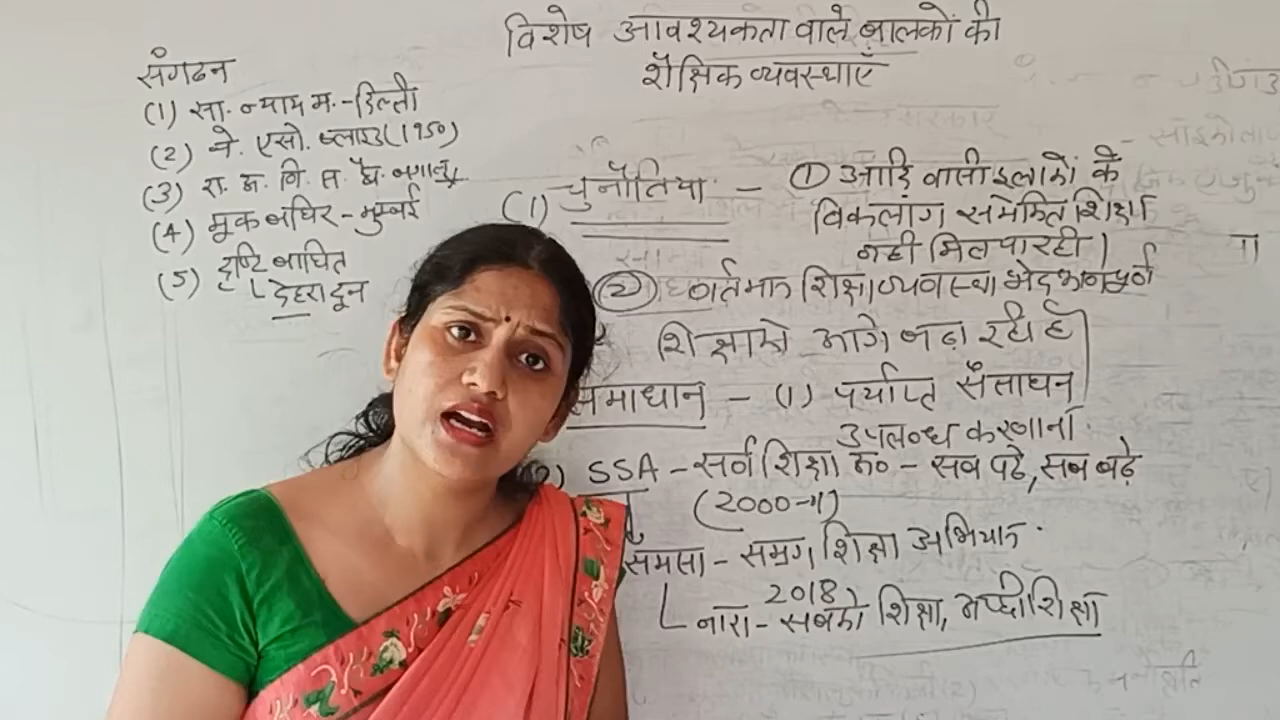 विशेष आवश्यकता वाले बालकों की
शैक्षिक व्यवस्थाएँ
संगठन
(1) सा. न्याय म. - दिल्ली
(2) ने. एसो. ब्लाइंड (1950)
(3) रा. म. वि. स.
(4) मूक बधिर - मुम्बई
(5) दृष्टि बाधित
देहरादून
(1) चुनौतिया - ① आदि वासी इलाकों के
विकलांग समेकित शिक्षा
नही मिल पा रही।
② वर्तमान शिक्षा व्यवस्था भेदभावपूर्ण
शिक्षा को आगे बढ़ा रही है
समाधान - (1) पर्याप्त संसाधन
उपलब्ध करवाना
(2) SSA - सर्व शिक्षा अ० - सब पढे, सब बढ़े
(2000-01)
समसा - समग्र शिक्षा अभियान
2018
नारा - सबको शिक्षा, अच्छी शिक्षा